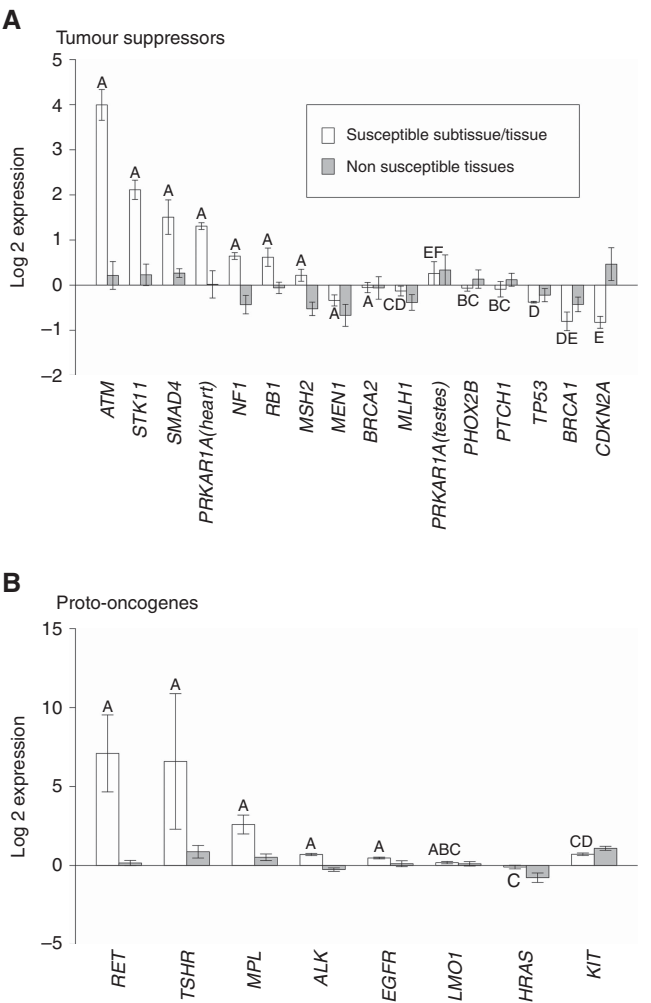 A
Tumour suppressors
Log 2 expression
5
4
3
2
1
0
−1
−2
Susceptible subtissue/tissue
Non susceptible tissues
A
A
A
A
A
A
A
A
A
CD
EF
BC
BC
D
DE
E
ATM
STK11
SMAD4
PRKAR1A(heart)
NF1
RB1
MSH2
MEN1
BRCA2
MLH1
PRKAR1A(testes)
PHOX2B
PTCH1
TP53
BRCA1
CDKN2A
B
Proto-oncogenes
Log 2 expression
15
10
5
0
−5
A
A
A
A
A
ABC
C
CD
RET
TSHR
MPL
ALK
EGFR
LMO1
HRAS
KIT